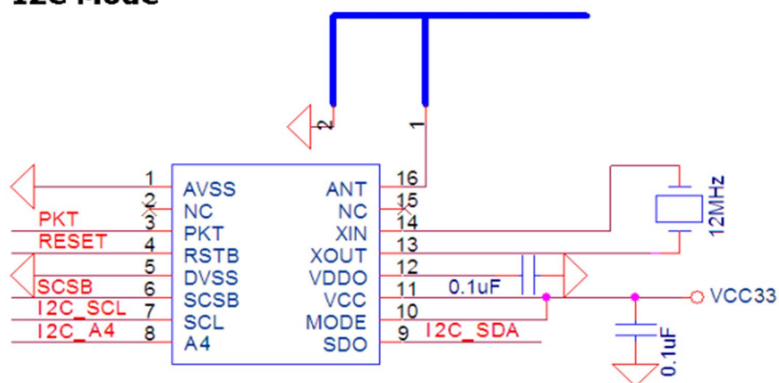 I2C Mode
2
1
1 AVSS ANT 16
2 NC NC 15
PKT 3 PKT XIN 14
RESET 4 RSTB XOUT 13
12MHz
5 DVSS VDDO 12 0.1uF
SCSB 6 SCSB VCC 11 VCC33
I2C_SCL 7 SCL MODE 10
I2C_A4 8 A4 SDO 9 I2C_SDA
0.1uF